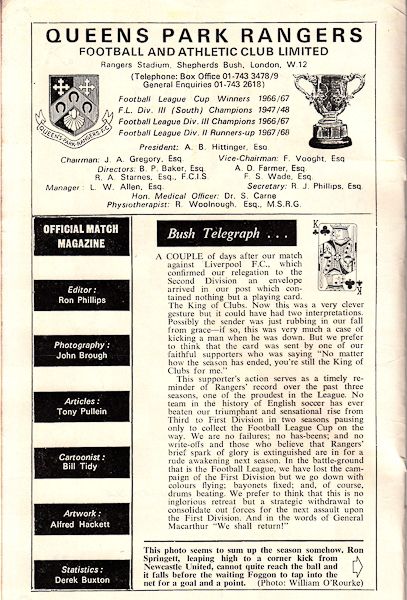 QUEENS PARK RANGERS
FOOTBALL AND ATHLETIC CLUB LIMITED
Rangers Stadium, Shepherds Bush, London, W.12
(Telephone: Box Office 01-743 3478/9
General Enquiries 01-743 2618)
Football League Cup Winners 1966/67
F.L. Div. III (South) Champions 1947/48
Football League Div. III Champions 1966/67
Football League Div. II Runners-up 1967/68
QUEENS PARK RANGERS F.C.
President: A. B. Hittinger, Esq.
Chairman: J. A. Gregory, Esq. Vice-Chairman: F. Vooght, Esq.
Directors: B. P. Baker, Esq. A. D. Farmer, Esq.
R. A. Starnes, Esq., F.C.I.S F. S. Wade, Esq.
Manager: L. W. Allen, Esq. Secretary: R. J. Phillips, Esq.
Hon. Medical Officer: Dr. S. Carne
Physiotherapist: R. Woolnough, Esq., M.S.R.G.
OFFICIAL MATCH
MAGAZINE
Editor:
Ron Phillips
Photography:
John Brough
Articles:
Tony Pullein
Cartoonist:
Bill Tidy
Artwork:
Alfred Hackett
Statistics:
Derek Buxton
Bush Telegraph . . .
K
K
A COUPLE of days after our match
against Liverpool F.C., which
confirmed our relegation to the
Second Division an envelope
arrived in our post which con-
tained nothing but a playing card.
The King of Clubs. Now this was a very clever
gesture but it could have had two interpretations.
Possibly the sender was just rubbing in our fall
from grace—if so, this was very much a case of
kicking a man when he was down. But we prefer
to think that the card was sent by one of our
faithful supporters who was saying "No matter
how the season has ended, you're still the King of
Clubs for me."
This supporter's action serves as a timely re-
minder of Rangers' record over the past three
seasons, one of the proudest in the League. No
team in the history of English soccer has ever
beaten our triumphant and sensational rise from
Third to First Division in two seasons pausing
only to collect the Football League Cup on the
way. We are no failures; no has-beens; and no
write-offs and those who believe that Rangers'
brief spark of glory is extinguished are in for a
rude awakening next season. In the battle-ground
that is the Football League, we have lost the cam-
paign of the First Division but we go down with
colours flying; bayonets fixed; and, of course,
drums beating. We prefer to think that this is no
inglorious retreat but a strategic withdrawal to
consolidate out forces for the next assault upon
the First Division. And in the words of General
Macarthur "We shall return!"
This photo seems to sum up the season somehow. Ron
Springett, leaping high to a corner kick from
Newcastle United, cannot quite reach the ball and
it falls before the waiting Foggon to tap into the
net for a goal and a point. (Photo: William O'Rourke)